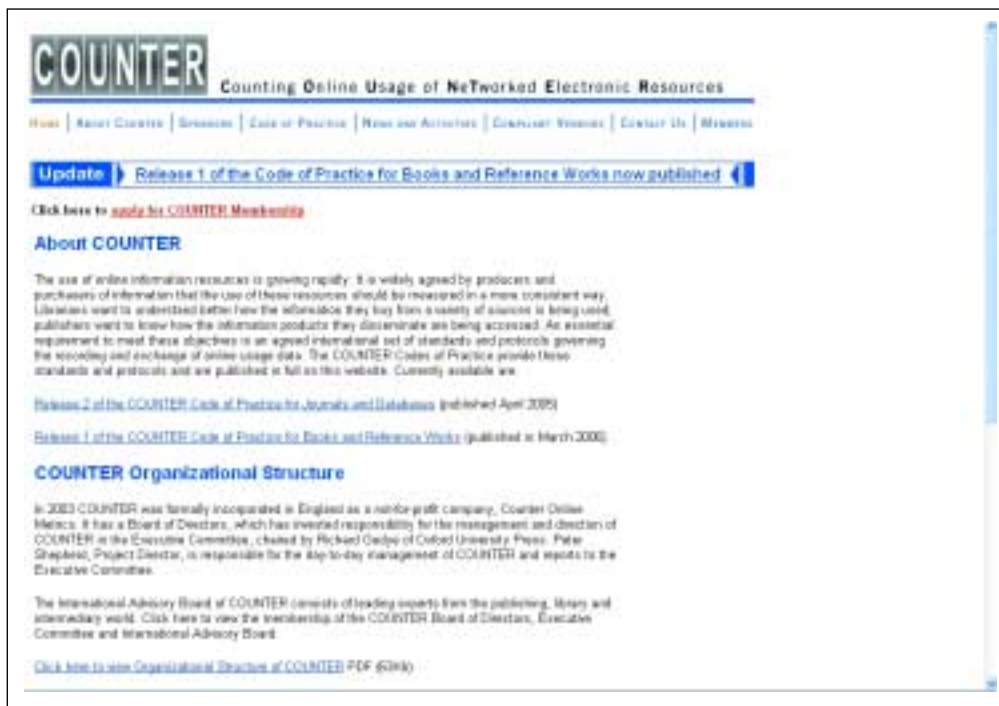 COUNTER
Counting Online Usage of NeTworked Electronic Resources
Home | About Counter | Sponsors | Code of Practice | News and Activities | Compliant Vendors | Contact Us | Members
Update Release 1 of the Code of Practice for Books and Reference Works now published
Click here to apply for COUNTER Membership
About COUNTER
The use of online information resources is growing rapidly. It is widely agreed by producers and
purchasers of information that the use of these resources should be measured in a more consistent way.
Librarians want to understand better how the information they buy from a variety of sources is being used;
publishers want to know how the information products they disseminate are being accessed. An essential
requirement to meet these objectives is an agreed international set of standards and protocols governing
the recording and exchange of online usage data. The COUNTER Codes of Practice provide these
standards and protocols and are published in full on this website. Currently available are:
Release 2 of the COUNTER Code of Practice for Journals and Databases (published April 2005)
Release 1 of the COUNTER Code of Practice for Books and Reference Works (published in March 2006).
COUNTER Organizational Structure
In 2003 COUNTER was formally incorporated in England as a not-for-profit company, Counter Online
Metrics. It has a Board of Directors, which has invested responsibility for the management and direction of
COUNTER in the Executive Committee, chaired by Richard Gedye of Oxford University Press. Peter
Shepherd, Project Director, is responsible for the day-to-day management of COUNTER and reports to the
Executive Committee.
The International Advisory Board of COUNTER consists of leading experts from the publishing, library and
intermediary world. Click here to view the membership of the COUNTER Board of Directors, Executive
Committee and International Advisory Board.
Click here to view Organizational Structure of COUNTER PDF (63Kb)